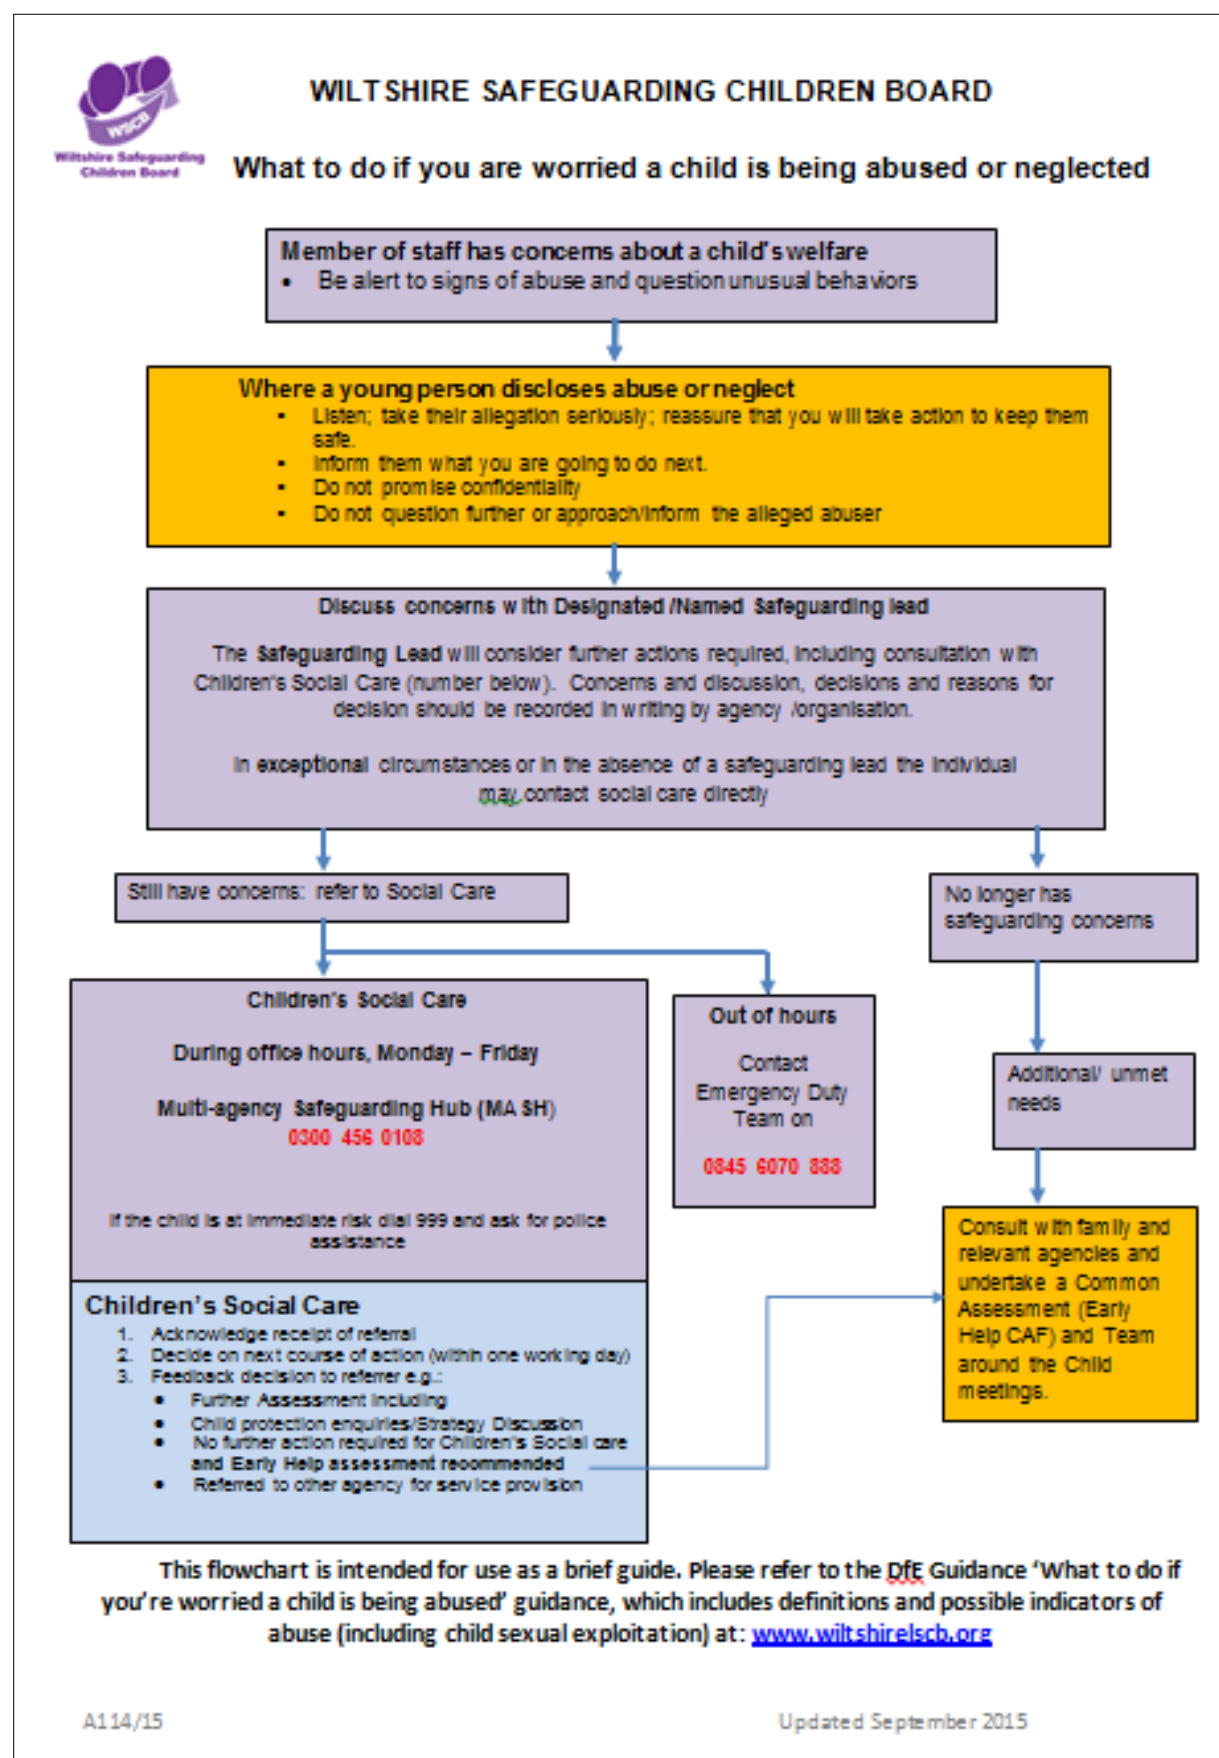 WILTSHIRE SAFEGUARDING CHILDREN BOARD
WSCB
Wiltshire Safeguarding
Children Board
What to do if you are worried a child is being abused or neglected
Member of staff has concerns about a child's welfare
• Be alert to signs of abuse and question unusual behaviors
Where a young person discloses abuse or neglect
▪ Listen; take their allegation seriously; reassure that you will take action to keep them
safe.
▪ Inform them what you are going to do next.
▪ Do not promise confidentiality
▪ Do not question further or approach/inform the alleged abuser
Discuss concerns with Designated /Named Safeguarding lead
The Safeguarding Lead will consider further actions required, including consultation with
Children's Social Care (number below). Concerns and discussion, decisions and reasons for
decision should be recorded in writing by agency /organisation.
In exceptional circumstances or in the absence of a safeguarding lead the individual
may contact social care directly
Still have concerns: refer to Social Care
No longer has
safeguarding concerns
Children's Social Care
During office hours, Monday – Friday
Multi-agency Safeguarding Hub (MASH)
0300 456 0108
If the child is at immediate risk dial 999 and ask for police
assistance
Out of hours
Contact
Emergency Duty
Team on
0845 6070 888
Additional/ unmet
needs
Consult with family and
relevant agencies and
undertake a Common
Assessment (Early
Help CAF) and Team
around the Child
meetings.
Children's Social Care
1. Acknowledge receipt of referral
2. Decide on next course of action (within one working day)
3. Feedback decision to referrer e.g.:
• Further Assessment including
• Child protection enquiries/Strategy Discussion
• No further action required for Children's Social care
and Early Help assessment recommended
• Referred to other agency for service provision
This flowchart is intended for use as a brief guide. Please refer to the DfE Guidance 'What to do if
you're worried a child is being abused' guidance, which includes definitions and possible indicators of
abuse (including child sexual exploitation) at: www.wiltshirelscb.org
A114/15
Updated September 2015